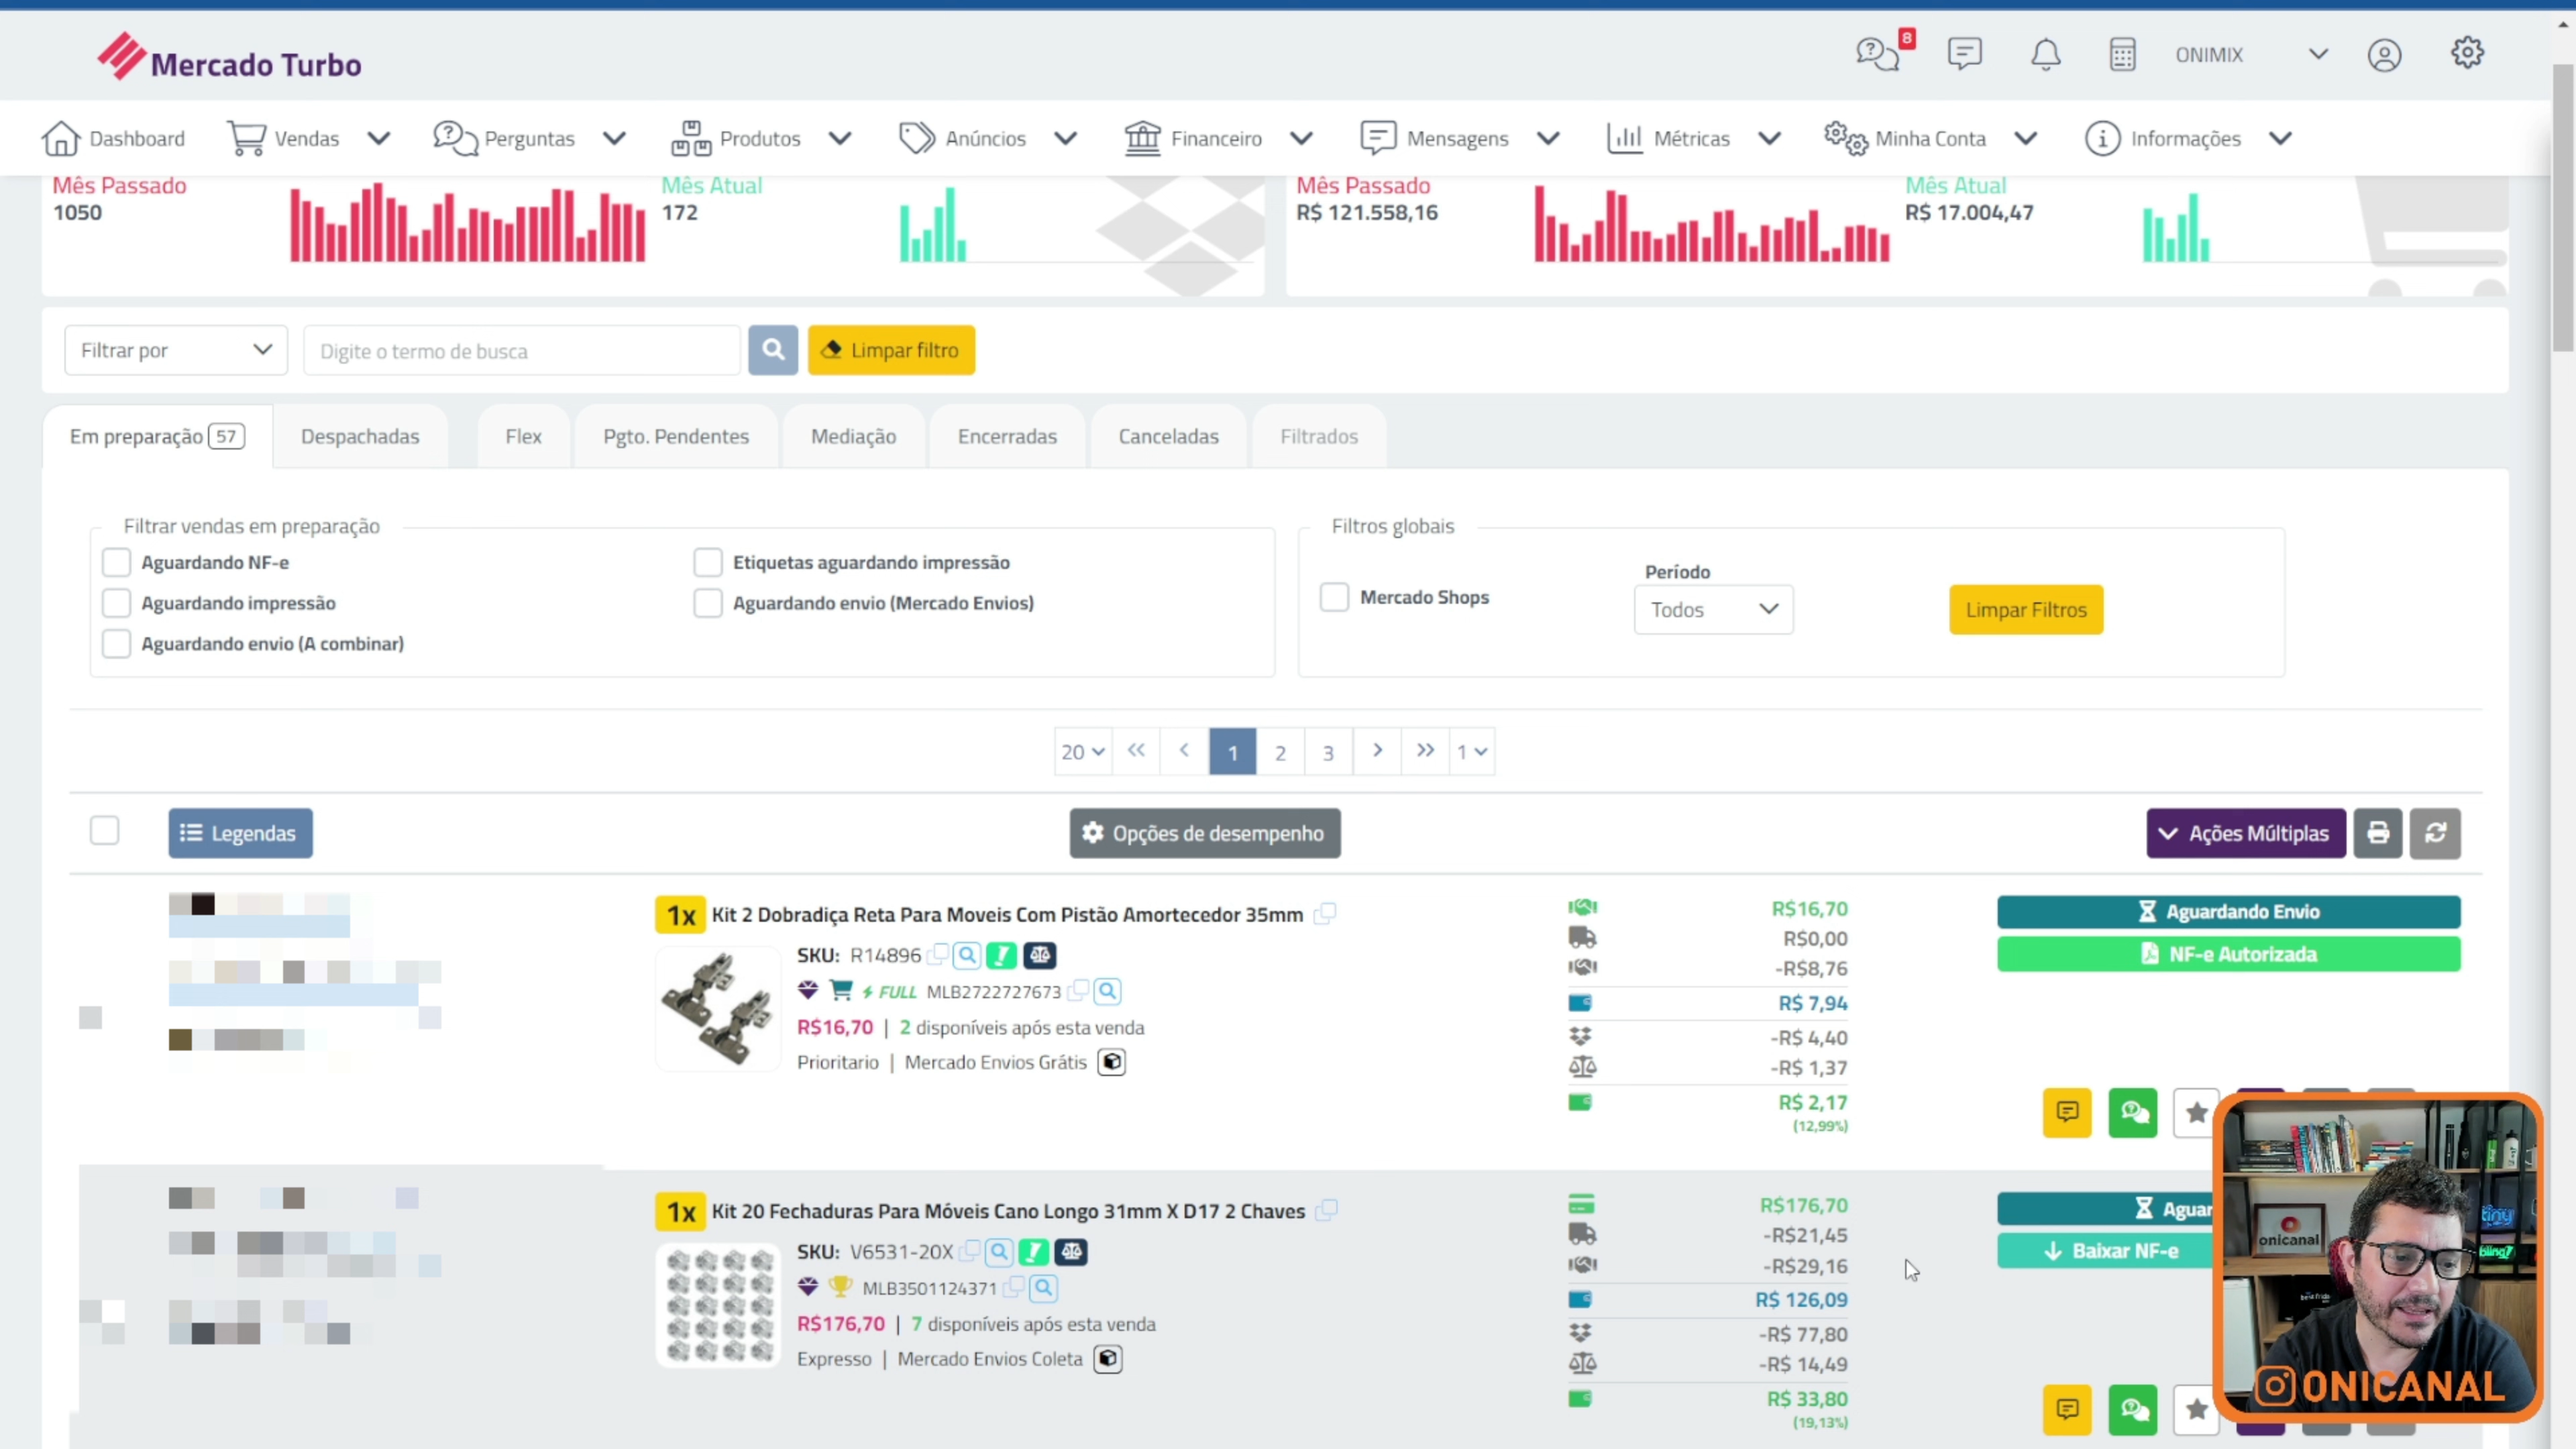 Mercado Turbo
8
ONIMIX
Dashboard
Vendas
Perguntas
Produtos
Anúncios
Financeiro
Mensagens
Métricas
Minha Conta
Informações
Mês Passado
1050
Mês Atual
172
Mês Passado
R$ 121.558,16
Mês Atual
R$ 17.004,47
Filtrar por
Digite o termo de busca
Limpar filtro
Em preparação 57
Despachadas
Flex
Pgto. Pendentes
Mediação
Encerradas
Canceladas
Filtrados
Filtrar vendas em preparação
Aguardando NF-e
Etiquetas aguardando impressão
Aguardando impressão
Aguardando envio (Mercado Envios)
Aguardando envio (A combinar)
Filtros globais
Mercado Shops
Período
Todos
Limpar Filtros
20 « ‹ 1 2 3 › » 1
Legendas
Opções de desempenho
Ações Múltiplas
1x Kit 2 Dobradiça Reta Para Moveis Com Pistão Amortecedor 35mm
SKU: R14896
FULL MLB2722727673
R$16,70 | 2 disponíveis após esta venda
Prioritario | Mercado Envios Grátis
R$16,70
R$0,00
-R$8,76
R$ 7,94
-R$ 4,40
-R$ 1,37
R$ 2,17
(12,99%)
Aguardando Envio
NF-e Autorizada
1x Kit 20 Fechaduras Para Móveis Cano Longo 31mm X D17 2 Chaves
SKU: V6531-20X
MLB3501124371
R$176,70 | 7 disponíveis após esta venda
Expresso | Mercado Envios Coleta
R$176,70
-R$21,45
-R$29,16
R$ 126,09
-R$ 77,80
-R$ 14,49
R$ 33,80
(19,13%)
Aguar
Baixar NF-e
onicanal
tiny
bling
ONICANAL